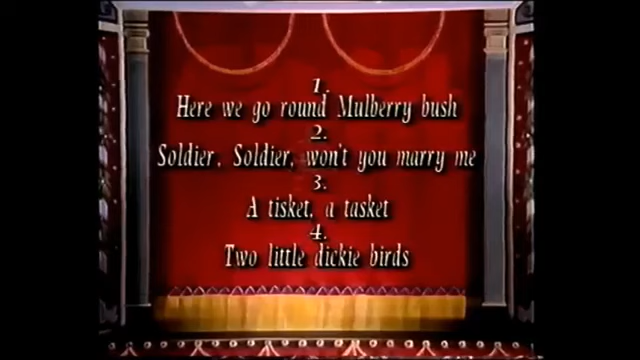 1.
Here we go round Mulberry bush
2.
Soldier, Soldier, won't you marry me
3.
A tisket, a tasket
4.
Two little dickie birds